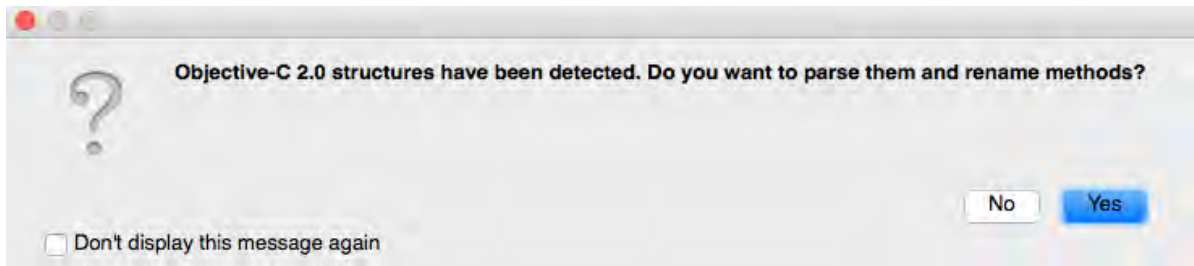 Objective-C 2.0 structures have been detected. Do you want to parse them and rename methods?
No
Yes
Don't display this message again